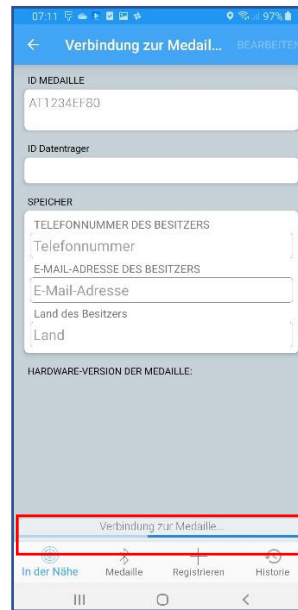 07:11 97%
Verbindung zur Medail... BEARBEITEN
ID MEDAILLE
AT1234EF80
ID Datentrager
SPEICHER
TELEFONNUMMER DES BESITZERS
Telefonnummer
E-MAIL-ADRESSE DES BESITZERS
E-Mail-Adresse
Land des Besitzers
Land
HARDWARE-VERSION DER MEDAILLE:
Verbindung zur Medaille...
In der Nähe Medaille Registrieren Historie